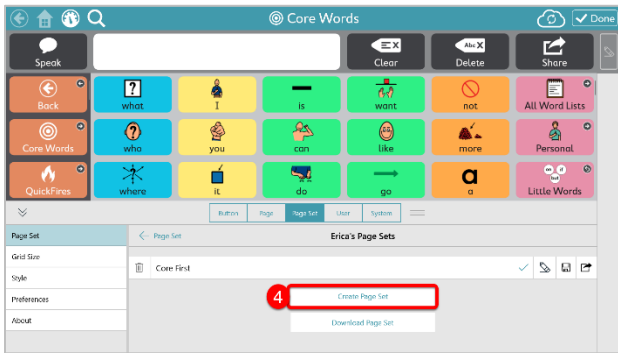 Core Words
Done
Speak
Clear
Abc X
Delete
Share
Back
what
I
is
want
not
All Word Lists
Core Words
who
you
can
like
more
Personal
QuickFires
where
it
do
go
a
a
Little Words
Button
Page
Page Set
User
System
Page Set
Page Set
Erica's Page Sets
Grid Size
Core First
Style
Preferences
4
Create Page Set
About
Download Page Set